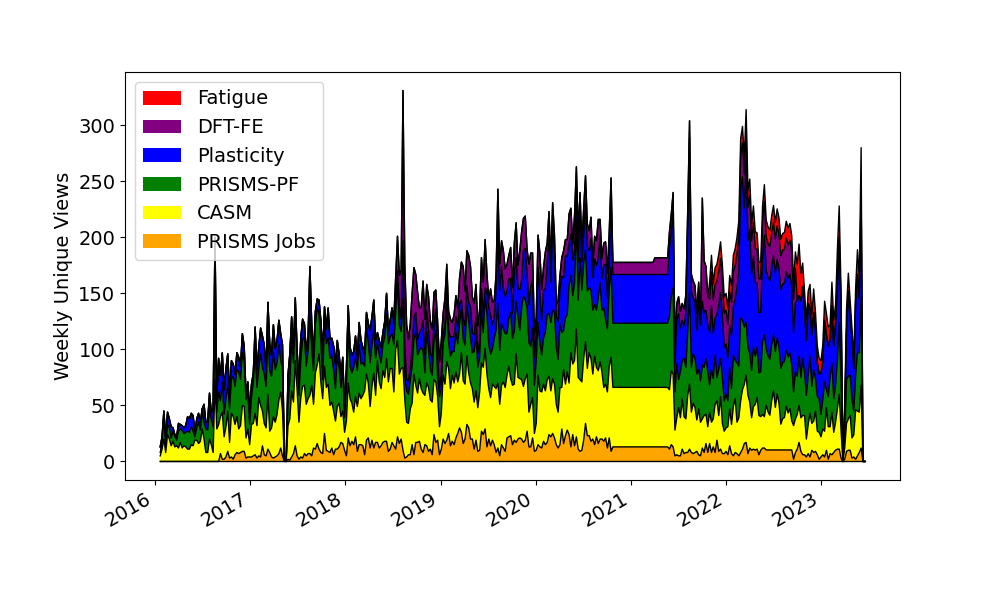 Weekly Unique Views
300
250
200
150
100
50
0
Fatigue
DFT-FE
Plasticity
PRISMS-PF
CASM
PRISMS Jobs
2016
2017
2018
2019
2020
2021
2022
2023